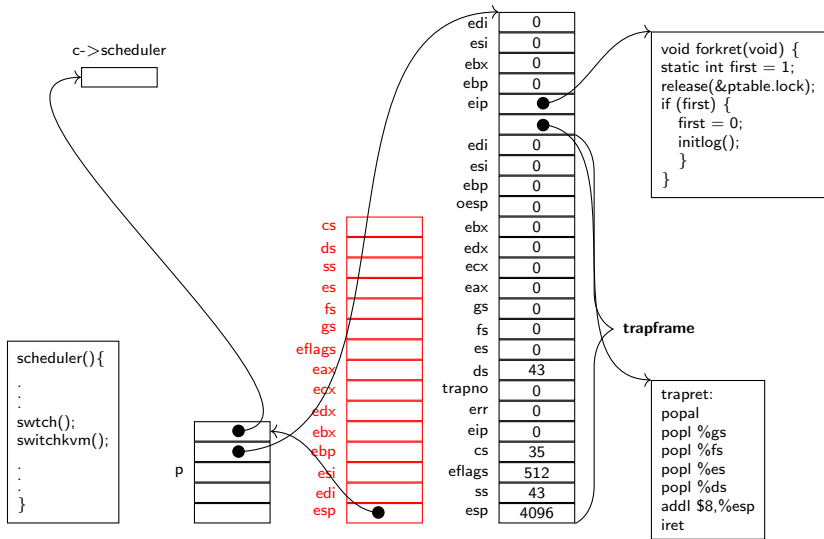 c->scheduler
scheduler(){
.
.
.
swtch();
switchkvm();
.
.
.
}
p
cs
ds
ss
es
fs
gs
eflags
eax
ecx
edx
ebx
ebp
esi
edi
esp
edi 0
esi 0
ebx 0
ebp 0
eip
edi 0
esi 0
ebp 0
oesp 0
ebx 0
edx 0
ecx 0
eax 0
gs 0
fs 0
es 0
ds 43
trapno 0
err 0
eip 0
cs 35
eflags 512
ss 43
esp 4096
void forkret(void) {
static int first = 1;
release(&ptable.lock);
if (first) {
first = 0;
initlog();
}
}
trapframe
trapret:
popal
popl %gs
popl %fs
popl %es
popl %ds
addl $8,%esp
iret